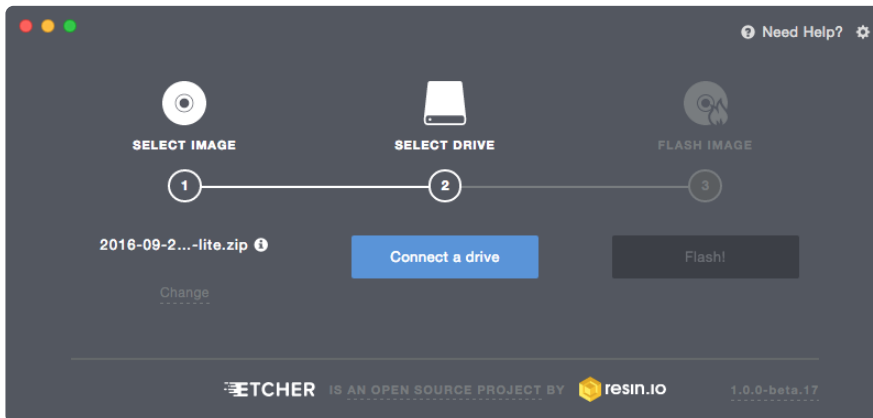 Need Help?
SELECT IMAGE SELECT DRIVE FLASH IMAGE
1 2 3
2016-09-2...-lite.zip Connect a drive Flash!
Change
ETCHER IS AN OPEN SOURCE PROJECT BY resin.io 1.0.0-beta.17